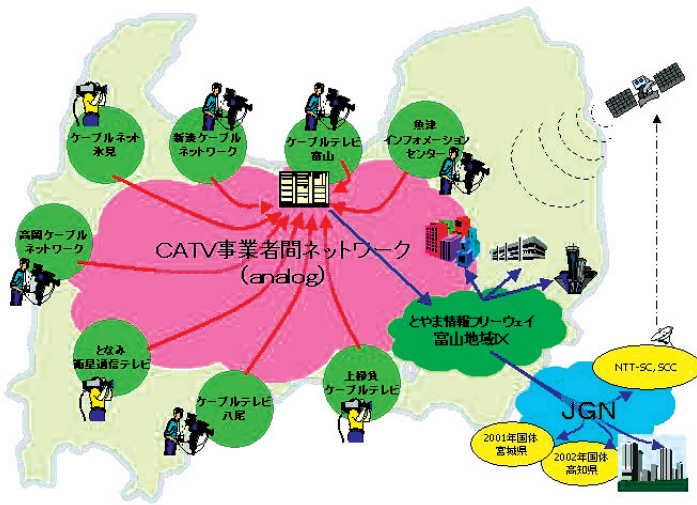 ケーブルネット
氷見
新湊ケーブル
ネットワーク
ケーブルテレビ
富山
魚津
インフォメーション
センター
高岡ケーブル
ネットワーク
CATV事業者間ネットワーク
(analog)
とやま情報フリーウェイ
富山地域IX
となみ
衛星通信テレビ
ケーブルテレビ
八尾
上婦負
ケーブルテレビ
NTT-SC, SCC
JGN
2001年国体
宮城県
2002年国体
高知県